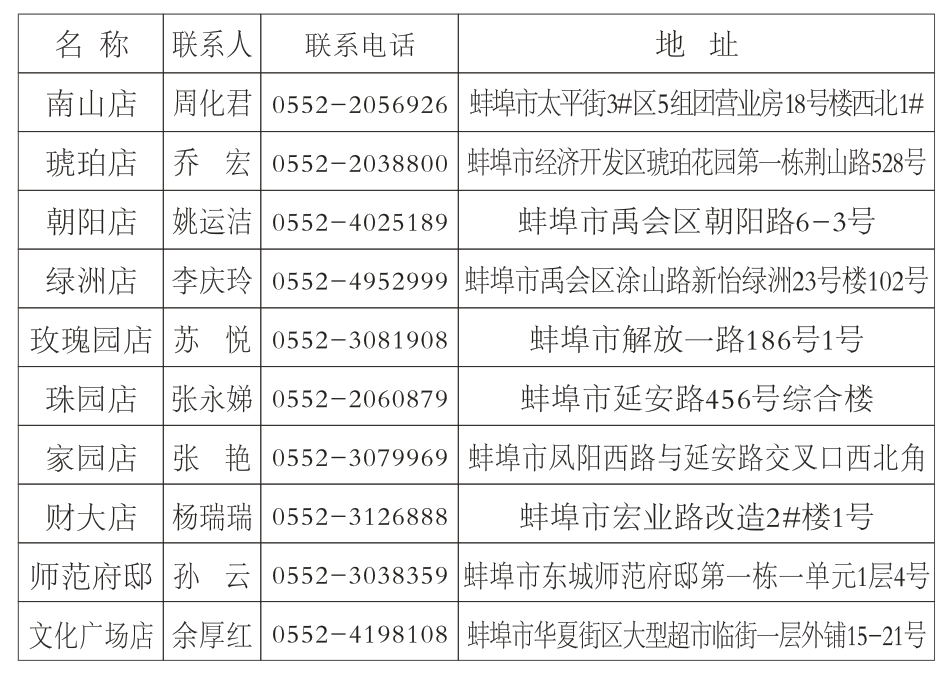 名 称 联系人 联系电话 地 址
南山店 周化君 0552-2056926 蚌埠市太平街3#区5组团营业房18号楼西北1#
琥珀店 乔 宏 0552-2038800 蚌埠市经济开发区琥珀花园第一栋荆山路528号
朝阳店 姚运洁 0552-4025189 蚌埠市禹会区朝阳路6-3号
绿洲店 李庆玲 0552-4952999 蚌埠市禹会区涂山路新怡绿洲23号楼102号
玫瑰园店 苏 悦 0552-3081908 蚌埠市解放一路186号1号
珠园店 张永娣 0552-2060879 蚌埠市延安路456号综合楼
家园店 张 艳 0552-3079969 蚌埠市凤阳西路与延安路交叉口西北角
财大店 杨瑞瑞 0552-3126888 蚌埠市宏业路改造2#楼1号
师范府邸 孙 云 0552-3038359 蚌埠市东城师范府邸第一栋一单元1层4号
文化广场店 余厚红 0552-4198108 蚌埠市华夏街区大型超市临街一层外铺15-21号